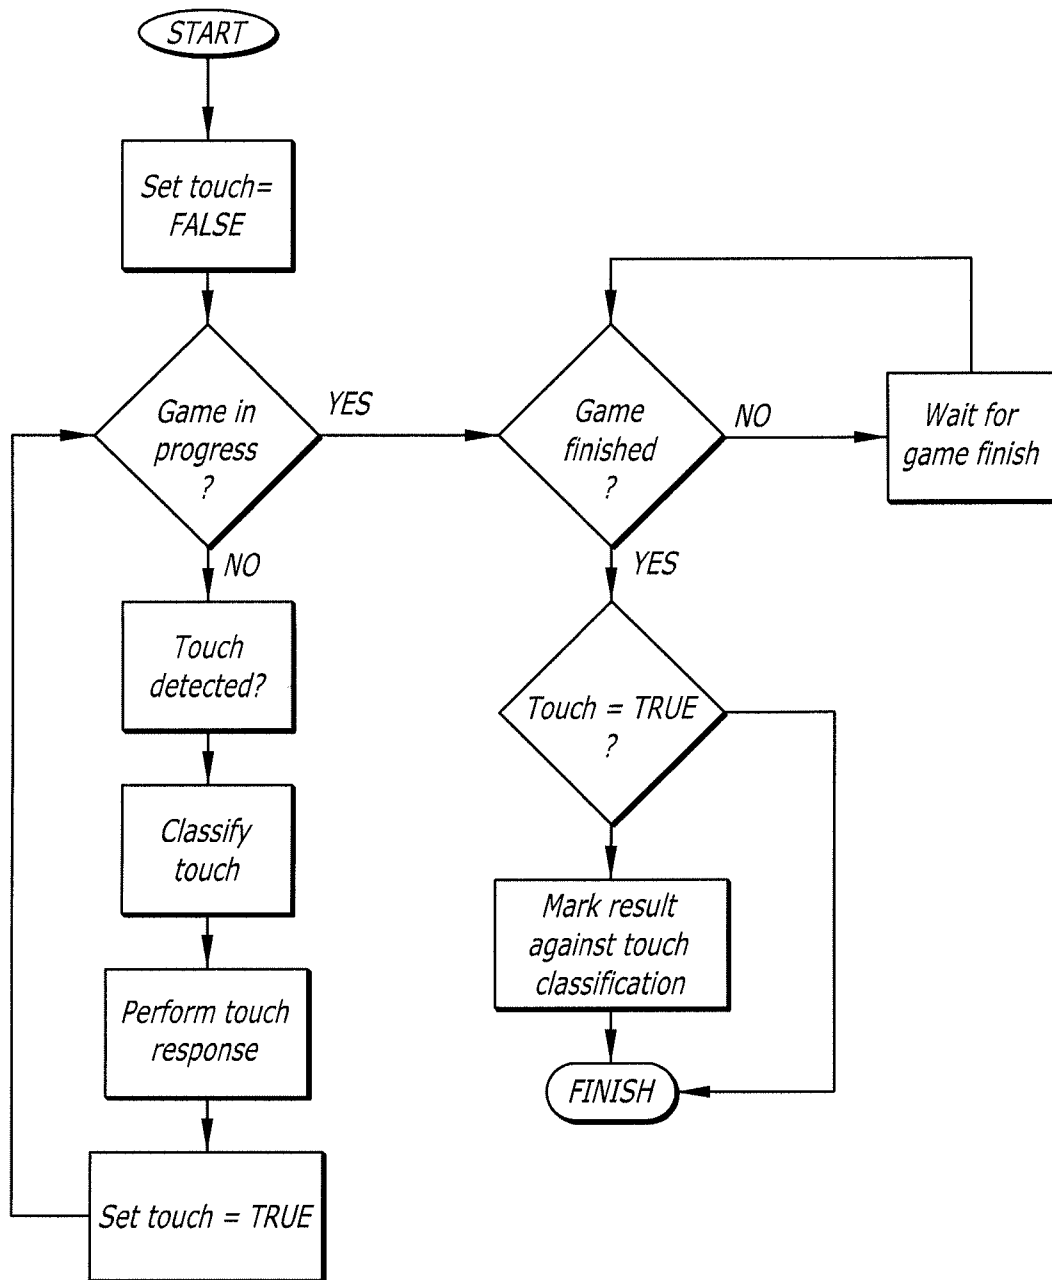 START
Set touch=
FALSE
Game in
progress
?
YES
NO
Touch
detected?
Classify
touch
Perform touch
response
Set touch = TRUE
Game
finished
?
NO
Wait for
game finish
YES
Touch = TRUE
?
Mark result
against touch
classification
FINISH